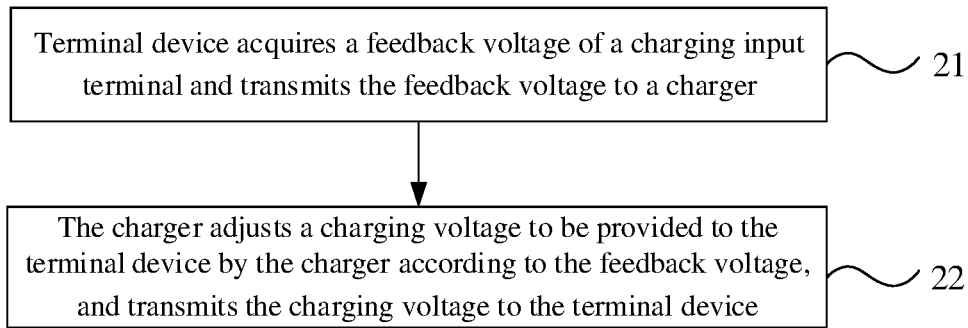 Terminal device acquires a feedback voltage of a charging input
terminal and transmits the feedback voltage to a charger
21
The charger adjusts a charging voltage to be provided to the
terminal device by the charger according to the feedback voltage,
and transmits the charging voltage to the terminal device
22